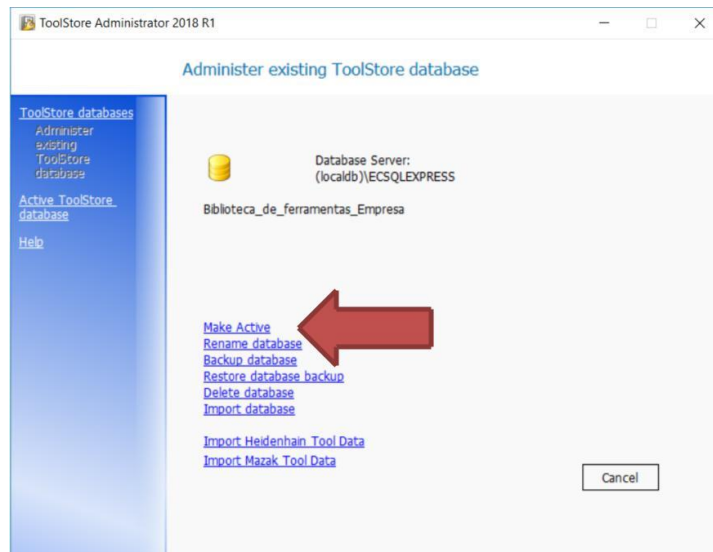 ToolStore Administrator 2018 R1
Administer existing ToolStore database
ToolStore databases
Administer
existing
ToolStore
database
Active ToolStore
database
Help
Database Server:
(localdb)\ECSQLEXPRESS
Biblioteca_de_ferramentas_Empresa
Make Active
Rename database
Backup database
Restore database backup
Delete database
Import database
Import Heidenhain Tool Data
Import Mazak Tool Data
Cancel